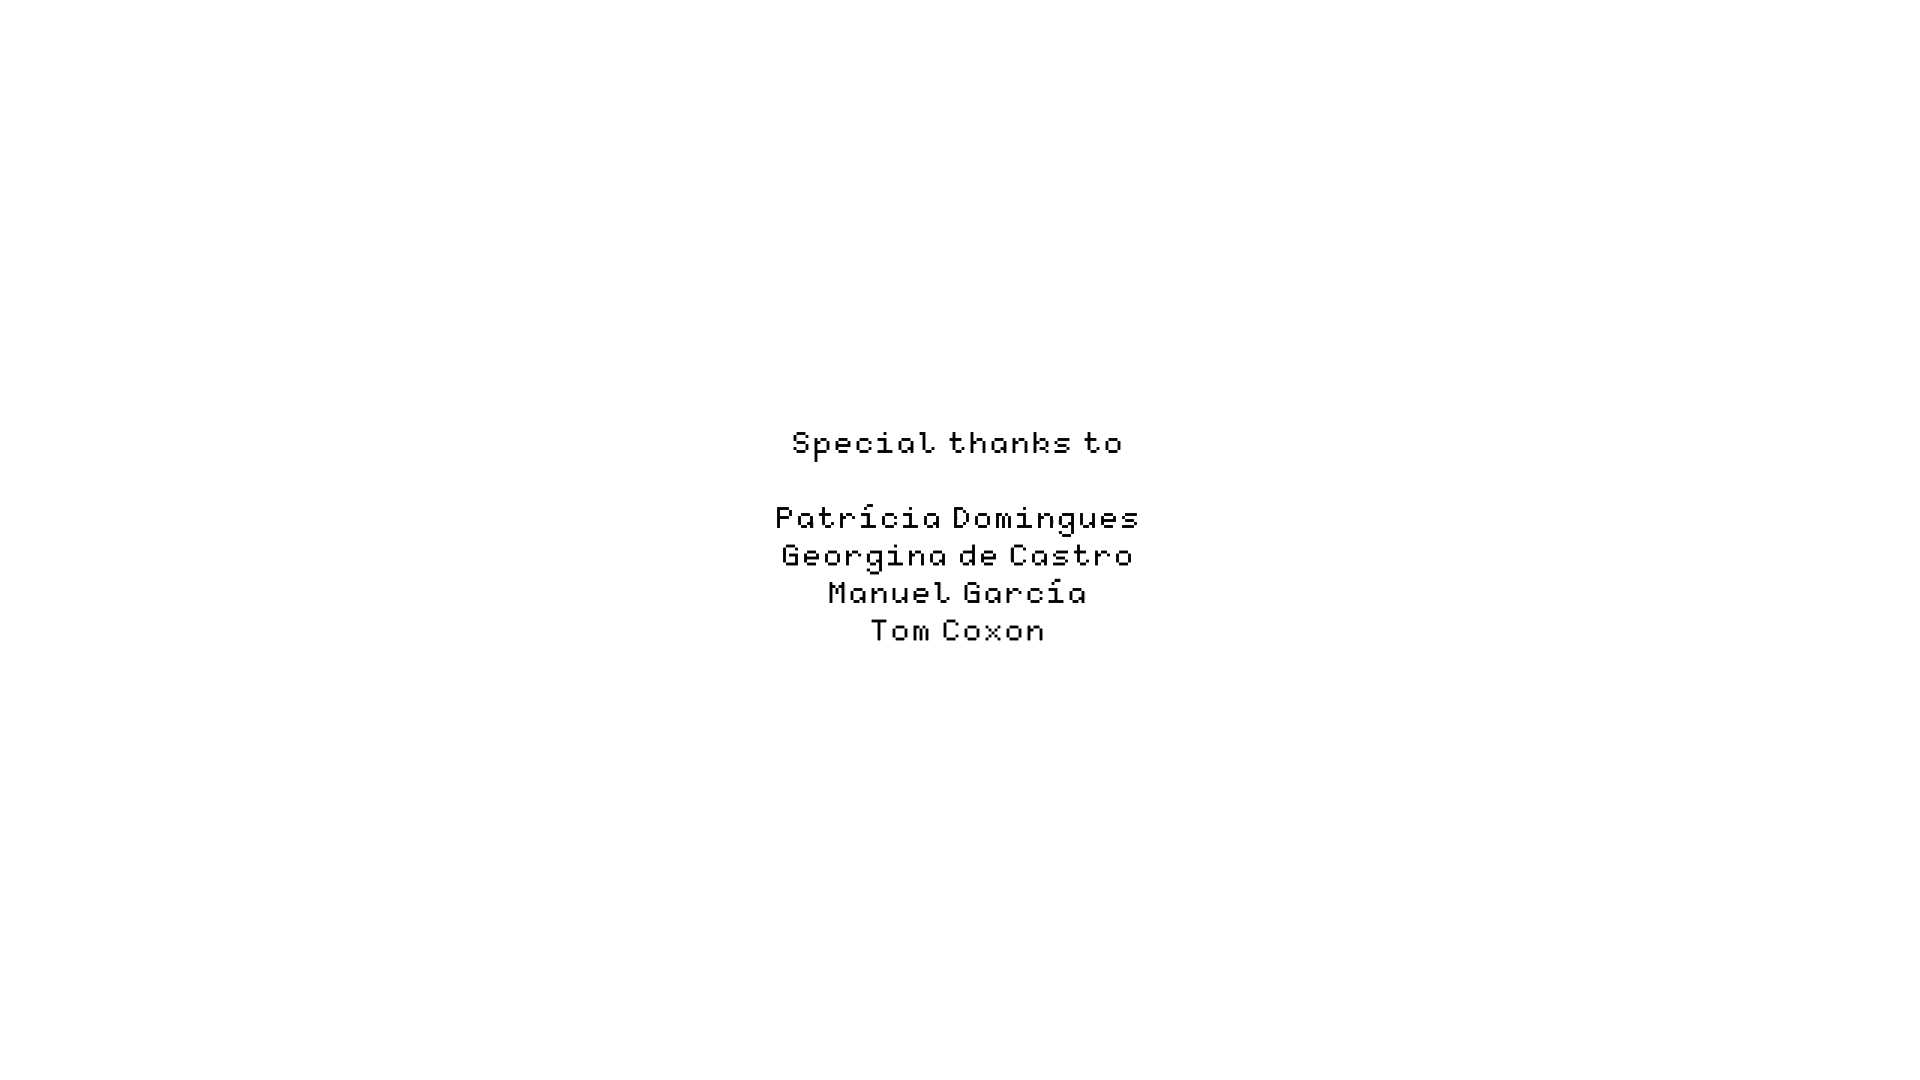 Special thanks to
Patrícia Domingues
Georgina de Castro
Manuel García
Tom Coxon